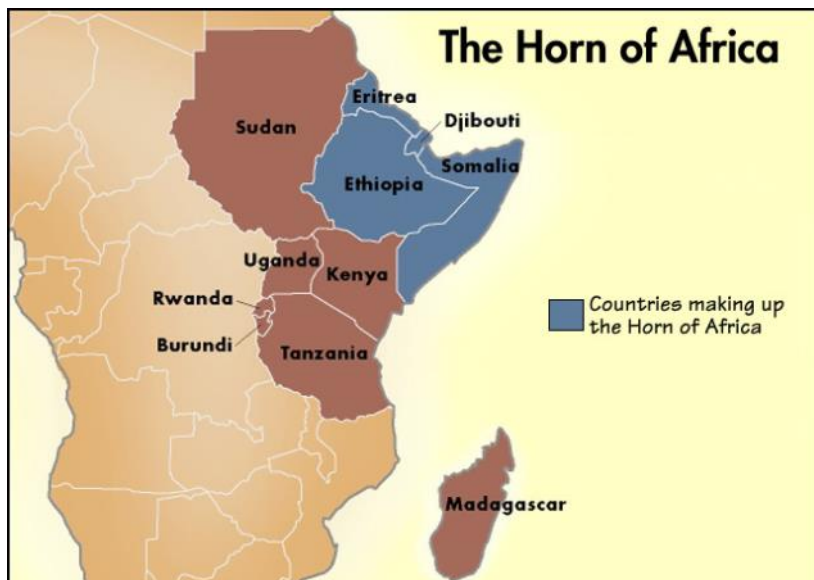 The Horn of Africa
Eritrea
Djibouti
Sudan
Somalia
Ethiopia
Uganda
Kenya
Rwanda
Burundi
Tanzania
Countries making up
the Horn of Africa
Madagascar